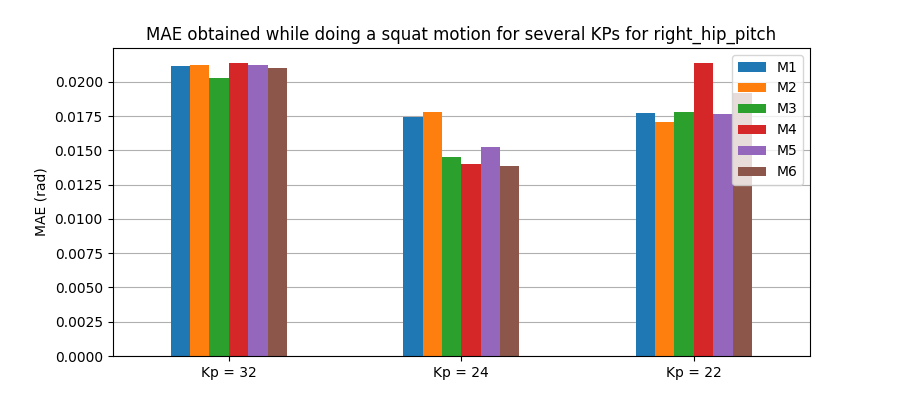 MAE obtained while doing a squat motion for several KPs for right_hip_pitch
MAE (rad)
0.0200
0.0175
0.0150
0.0125
0.0100
0.0075
0.0050
0.0025
0.0000
Kp = 32
Kp = 24
Kp = 22
M1
M2
M3
M4
M5
M6